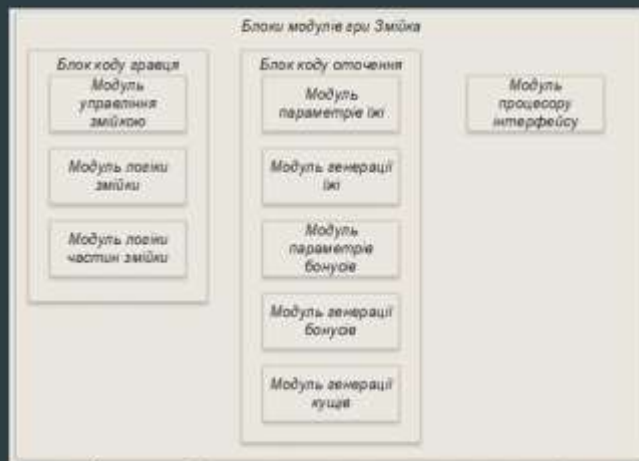 Блоки модулів гри Змійка
Блок коду гравця
Модуль
управління
змійкою
Модуль логіки
змійки
Модуль логіки
частин змійки
Блок коду оточення
Модуль
параметрів їжі
Модуль генерації
їжі
Модуль
параметрів
бонусів
Модуль генерації
бонусів
Модуль генерації
кущів
Модуль
процесору
інтерфейсу